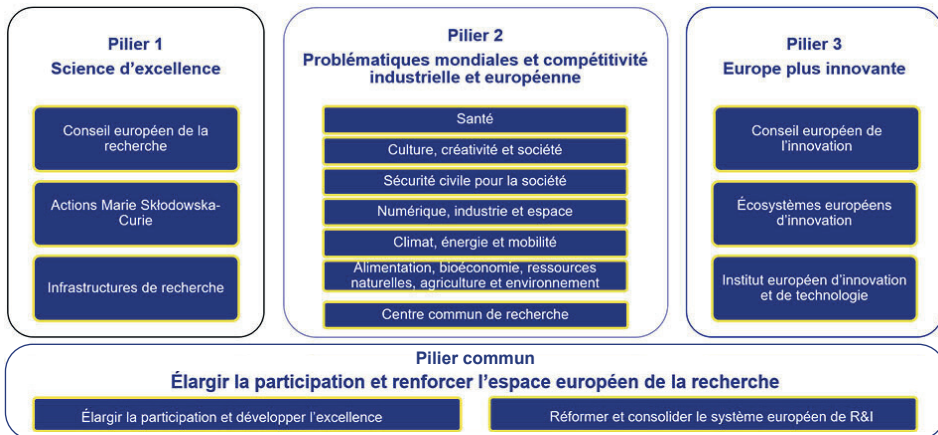 Pilier 1
Science d'excellence
Conseil européen de la
recherche
Actions Marie Skłodowska-
Curie
Infrastructures de recherche
Pilier 2
Problématiques mondiales et compétitivité
industrielle et européenne
Santé
Culture, créativité et société
Sécurité civile pour la société
Numérique, industrie et espace
Climat, énergie et mobilité
Alimentation, bioéconomie, ressources
naturelles, agriculture et environnement
Centre commun de recherche
Pilier 3
Europe plus innovante
Conseil européen de
l'innovation
Écosystèmes européens
d'innovation
Institut européen d'innovation
et de technologie
Pilier commun
Élargir la participation et renforcer l'espace européen de la recherche
Élargir la participation et développer l'excellence
Réformer et consolider le système européen de R&I